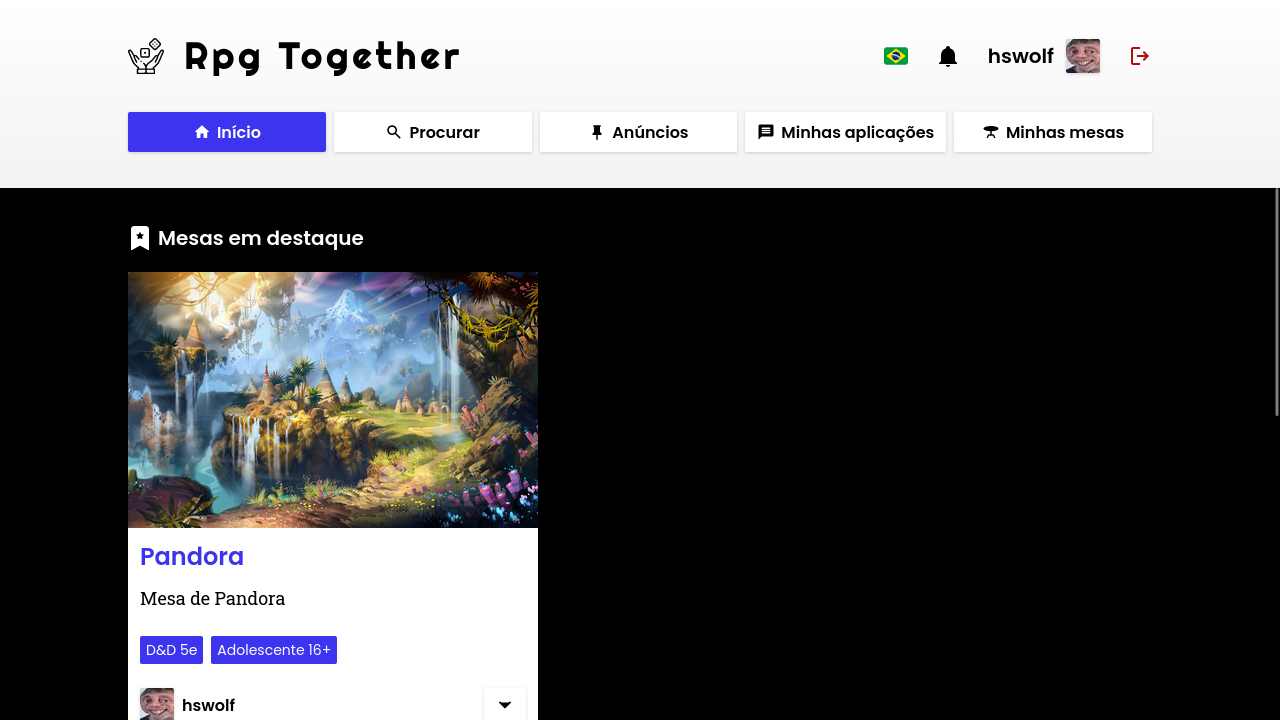 Rpg Together
hswolf
Início
Procurar
Anúncios
Minhas aplicações
Minhas mesas
Mesas em destaque
Pandora
Mesa de Pandora
D&D 5e
Adolescente 16+
hswolf